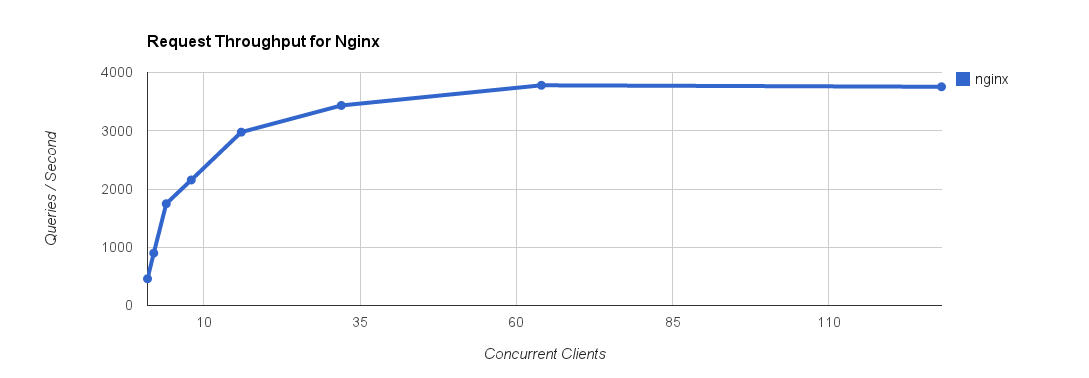 Request Throughput for Nginx
4000
3000
2000
1000
0
Queries / Second
10 35 60 85 110
Concurrent Clients
nginx